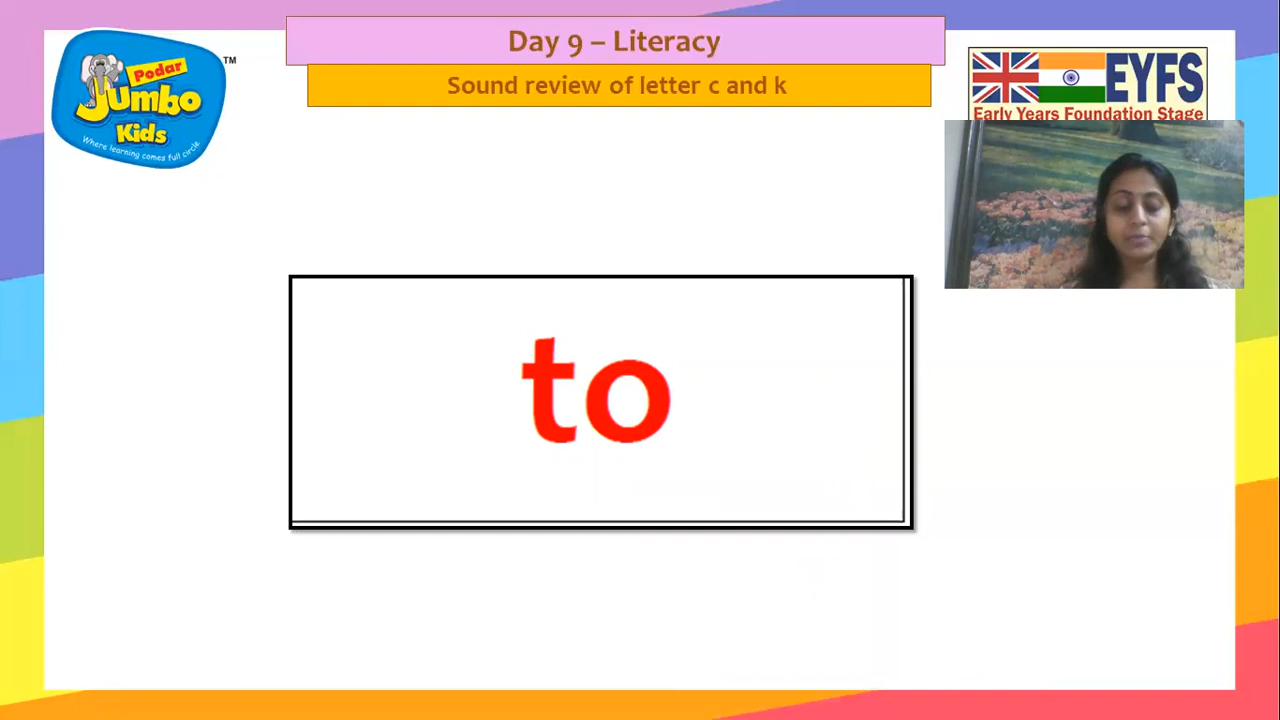 Day 9 – Literacy
Sound review of letter c and k
Podar
Jumbo
Kids
TM
Where learning comes full circle.
EYFS
Early Years Foundation Stage
to